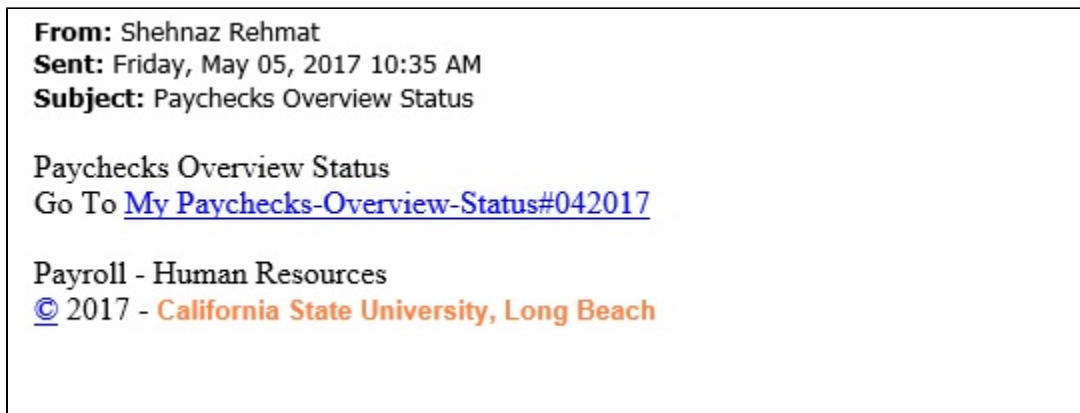 From: Shehnaz Rehmat
Sent: Friday, May 05, 2017 10:35 AM
Subject: Paychecks Overview Status
Paychecks Overview Status
Go To My Paychecks-Overview-Status#042017
Payroll - Human Resources
© 2017 - California State University, Long Beach